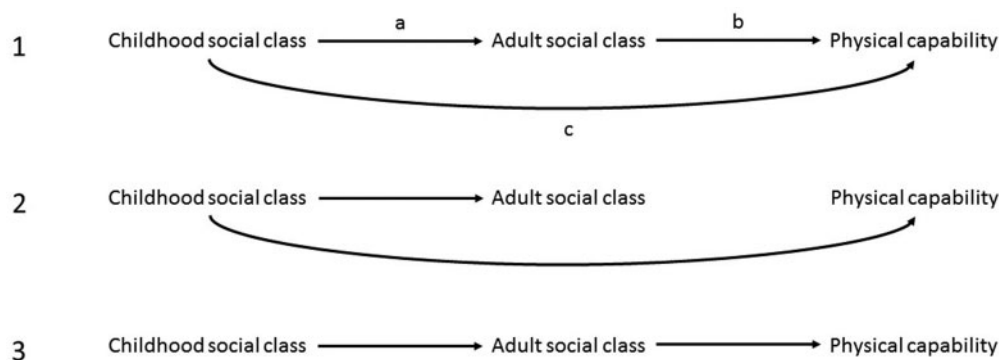 a b
1 Childhood social class Adult social class Physical capability
c
2 Childhood social class Adult social class Physical capability
3 Childhood social class Adult social class Physical capability